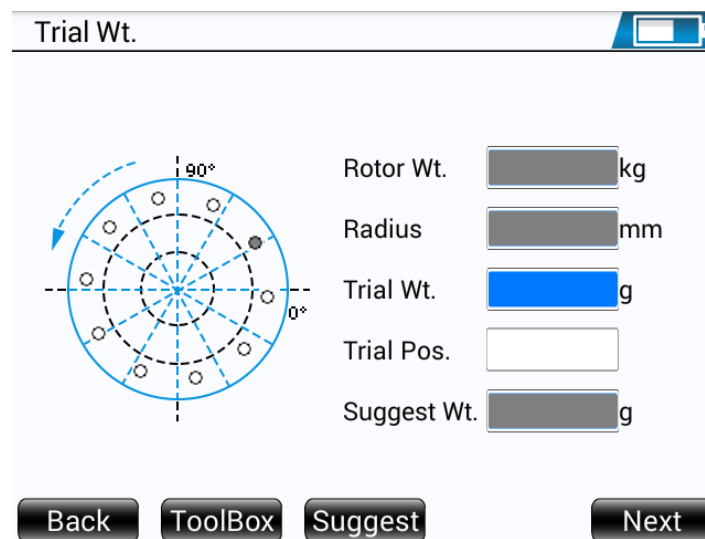 Trial Wt.
90°
0°
Rotor Wt. kg
Radius mm
Trial Wt. g
Trial Pos.
Suggest Wt. g
Back ToolBox Suggest Next